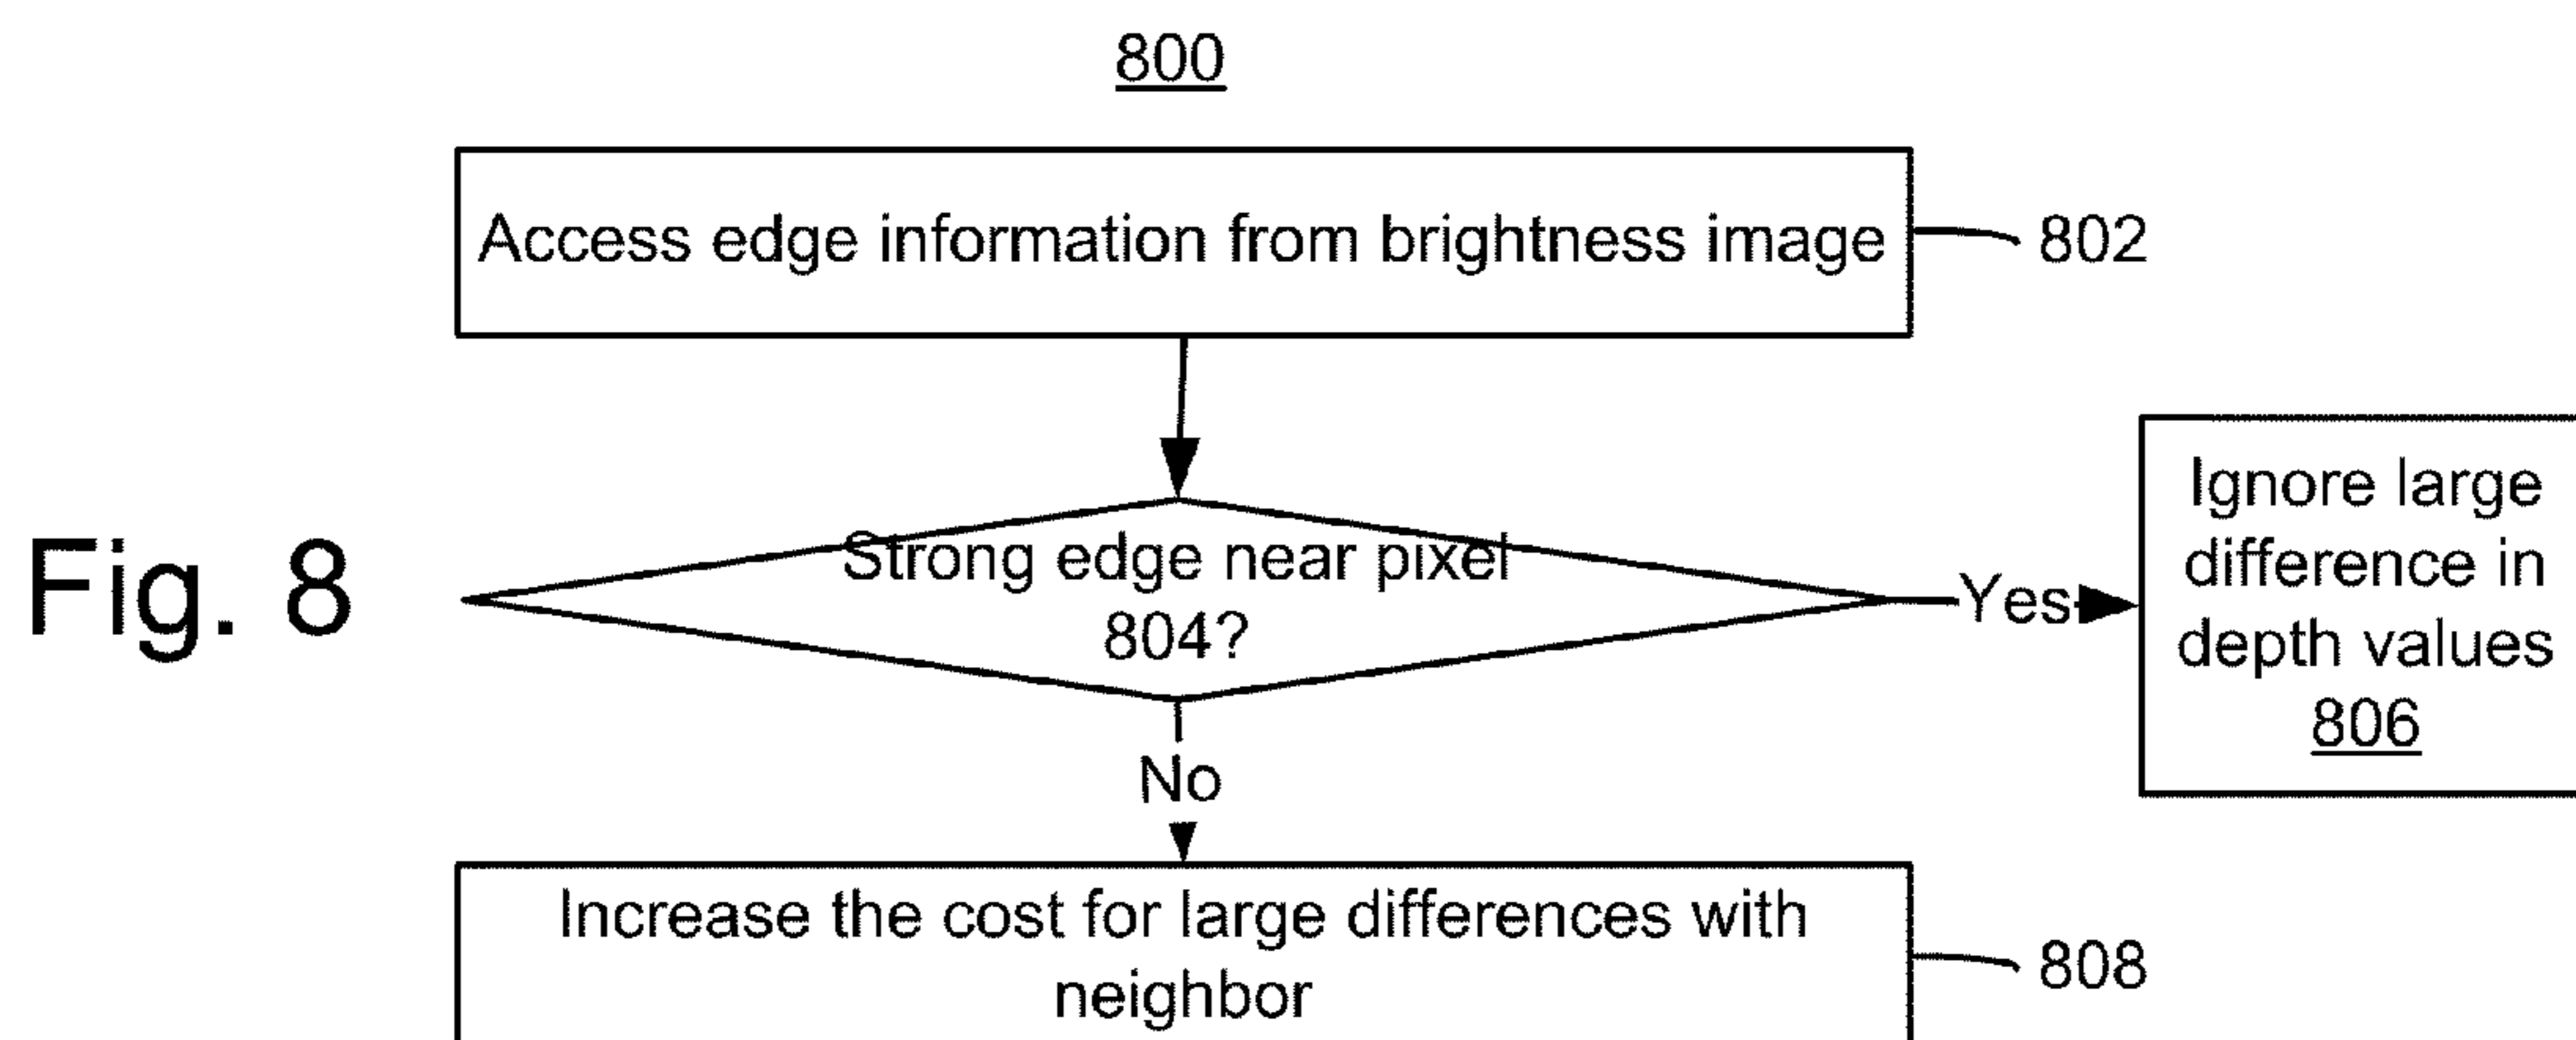 800
Access edge information from brightness image
802
Fig. 8
Strong edge near pixel
804?
Yes
Ignore large
difference in
depth values
806
No
Increase the cost for large differences with
neighbor
808